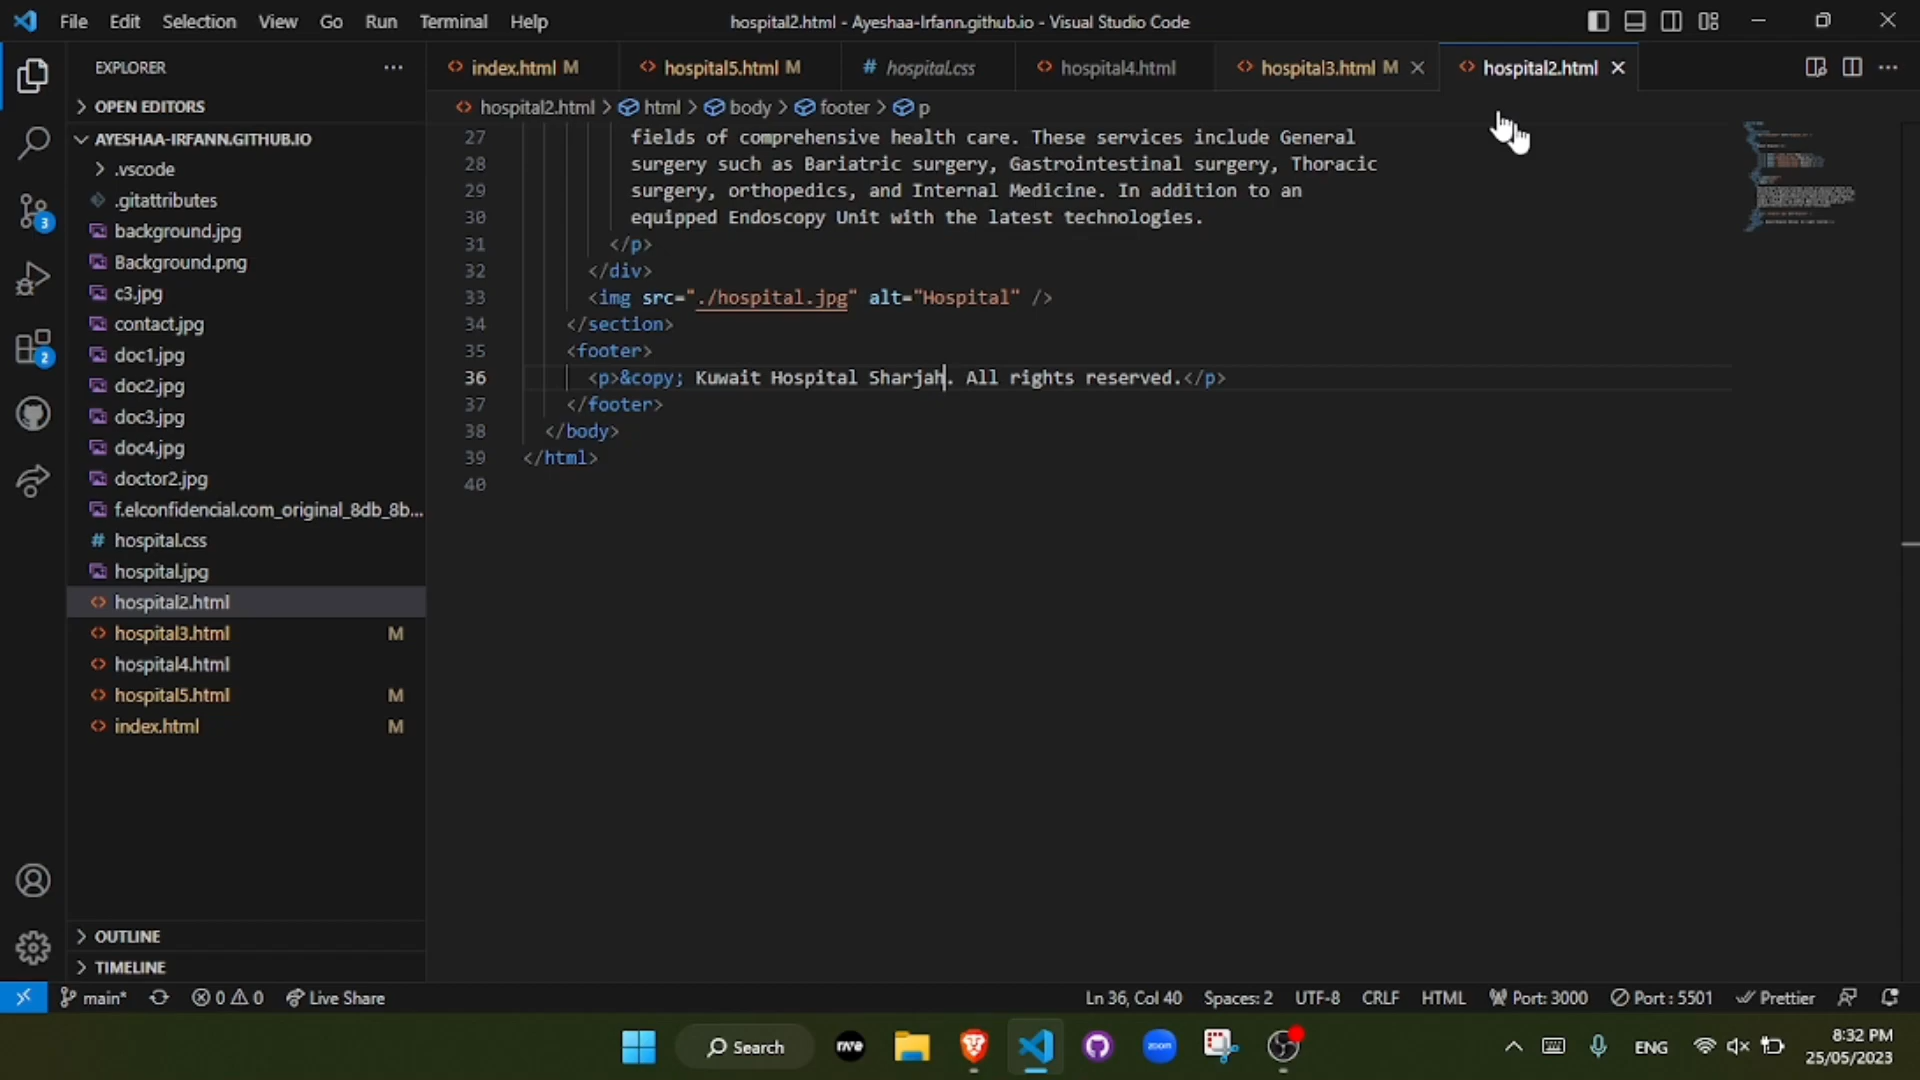 File Edit Selection View Go Run Terminal Help
hospital2.html - Ayeshaa-Irfann.github.io - Visual Studio Code
EXPLORER
OPEN EDITORS
AYESHAA-IRFANN.GITHUB.IO
.vscode
.gitattributes
background.jpg
Background.png
c3.jpg
contact.jpg
doc1.jpg
doc2.jpg
doc3.jpg
doc4.jpg
doctor2.jpg
f.elconfidencial.com_original_8db_8b...
hospital.css
hospital.jpg
hospital2.html
hospital3.html M
hospital4.html
hospital5.html M
index.html M
OUTLINE
TIMELINE
index.html M hospital5.html M hospital.css hospital4.html hospital3.html M hospital2.html
hospital2.html > html > body > footer > p
27 fields of comprehensive health care. These services include General
28 surgery such as Bariatric surgery, Gastrointestinal surgery, Thoracic
29 surgery, orthopedics, and Internal Medicine. In addition to an
30 equipped Endoscopy Unit with the latest technologies.
31 </p>
32 </div>
33 <img src="./hospital.jpg" alt="Hospital" />
34 </section>
35 <footer>
36 <p>&copy; Kuwait Hospital Sharjah. All rights reserved.</p>
37 </footer>
38 </body>
39 </html>
40
3
2
main* 0 0 Live Share
Ln 36, Col 40 Spaces: 2 UTF-8 CRLF HTML Port: 3000 Port : 5501 Prettier
Search
zoom
ENG
8:32 PM
25/05/2023